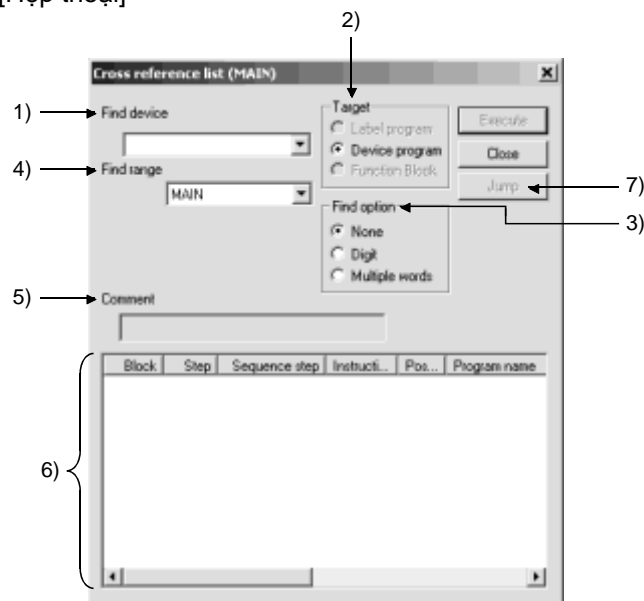 [Hộp thoại]
2)
Cross reference list (MAIN)
1)
Find device
Target
Label program
Device program
Function Block
Execute
Close
Jump
7)
4)
Find range
MAIN
Find option
3)
None
Digit
Multiple words
5)
Comment
Block Step Sequence step Instructi... Pos... Program name
6)